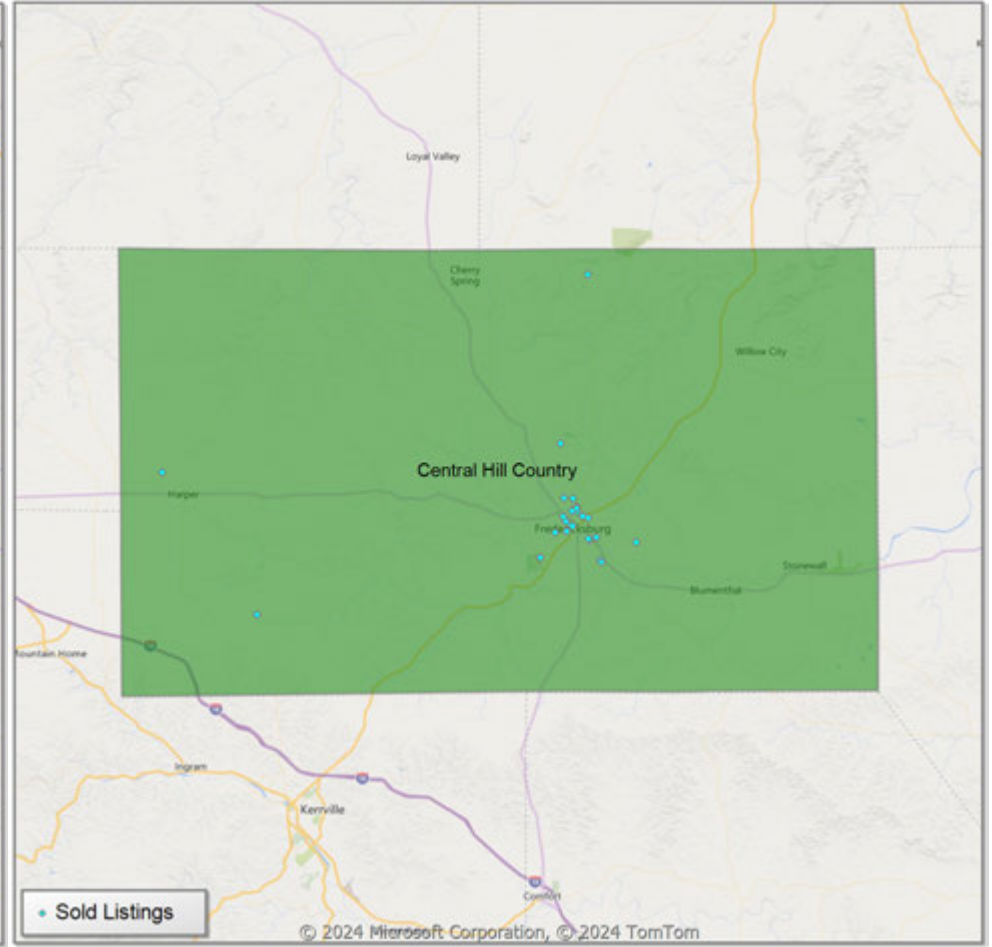 Loyal Valley
Cherry
Spring
Willow City
Central Hill Country
Harper
Fredericksburg
Stonewall
Blumenthal
Mountain Home
Ingram
Kerrville
Comfort
Sold Listings
© 2024 Microsoft Corporation, © 2024 TomTom